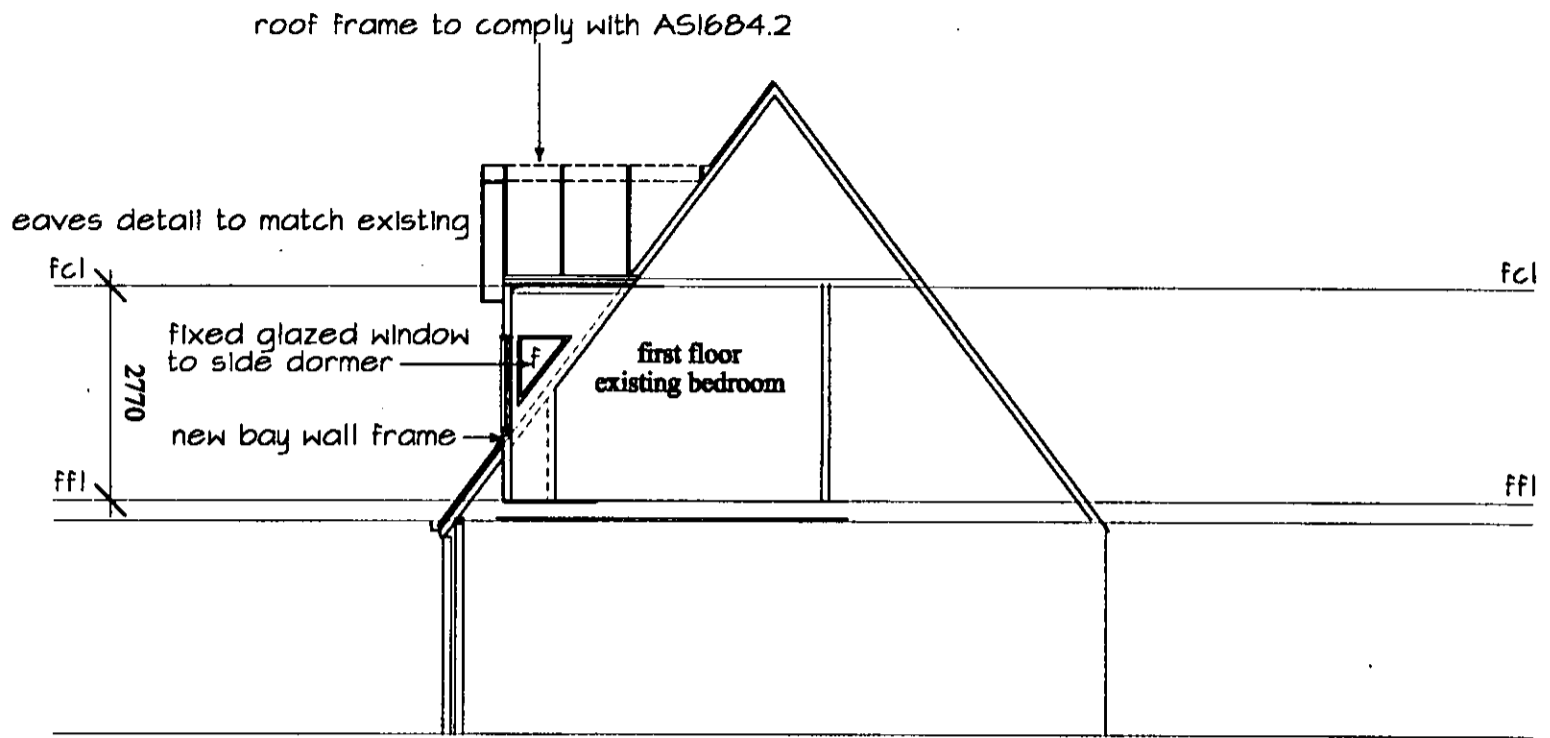 roof frame to comply with AS1684.2
eaves detail to match existing
fcl
fcl
fixed glazed window
to side dormer
f
first floor
existing bedroom
2770
new bay wall frame
ffl
ffl